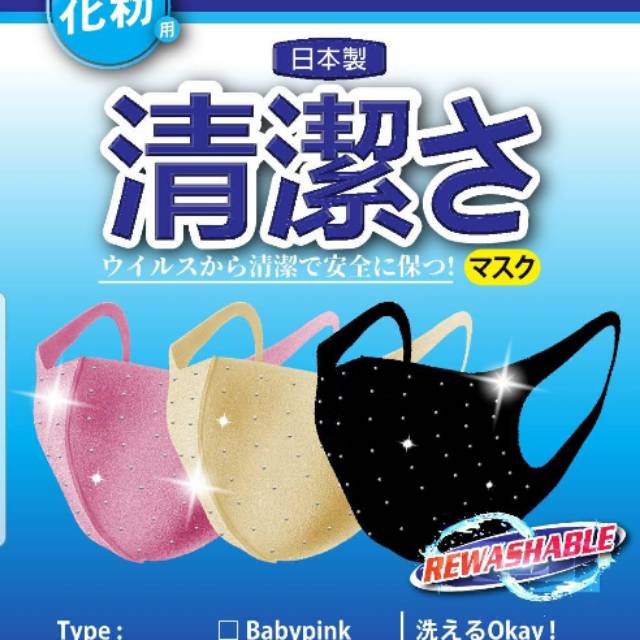 花粉用
日本製
清潔さ
ウイルスから清潔で安全に保つ! マスク
REWASHABLE
Type : □ Babypink | 洗えるOkay !